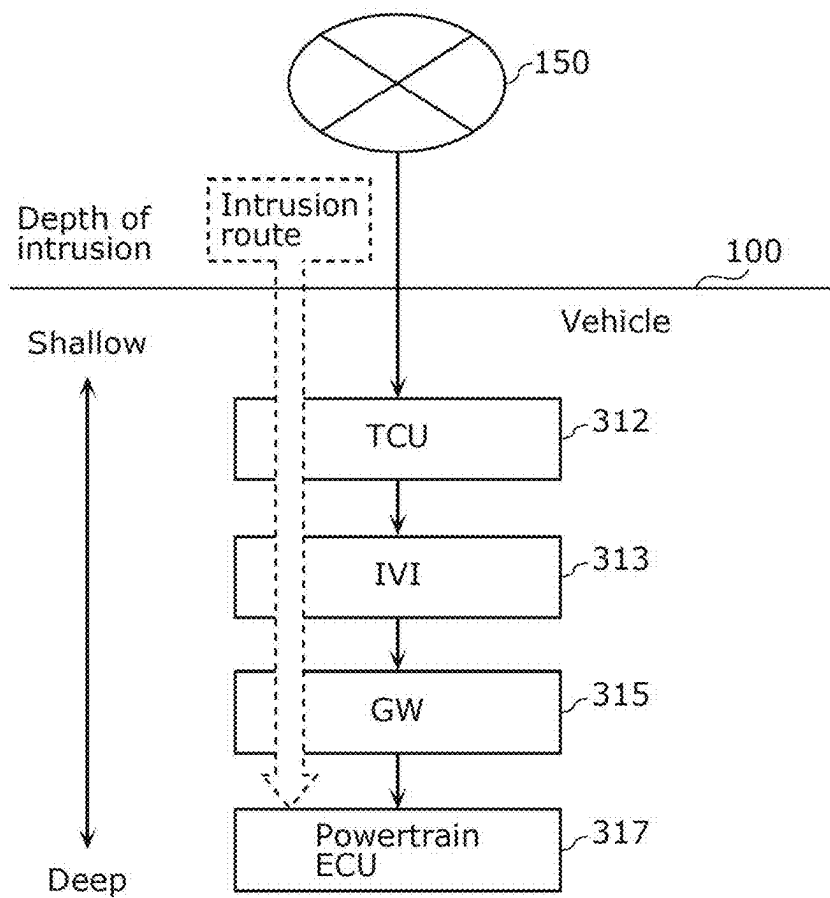 150
Intrusion
route
Depth of
intrusion
100
Vehicle
Shallow
TCU
312
IVI
313
GW
315
Powertrain
ECU
317
Deep